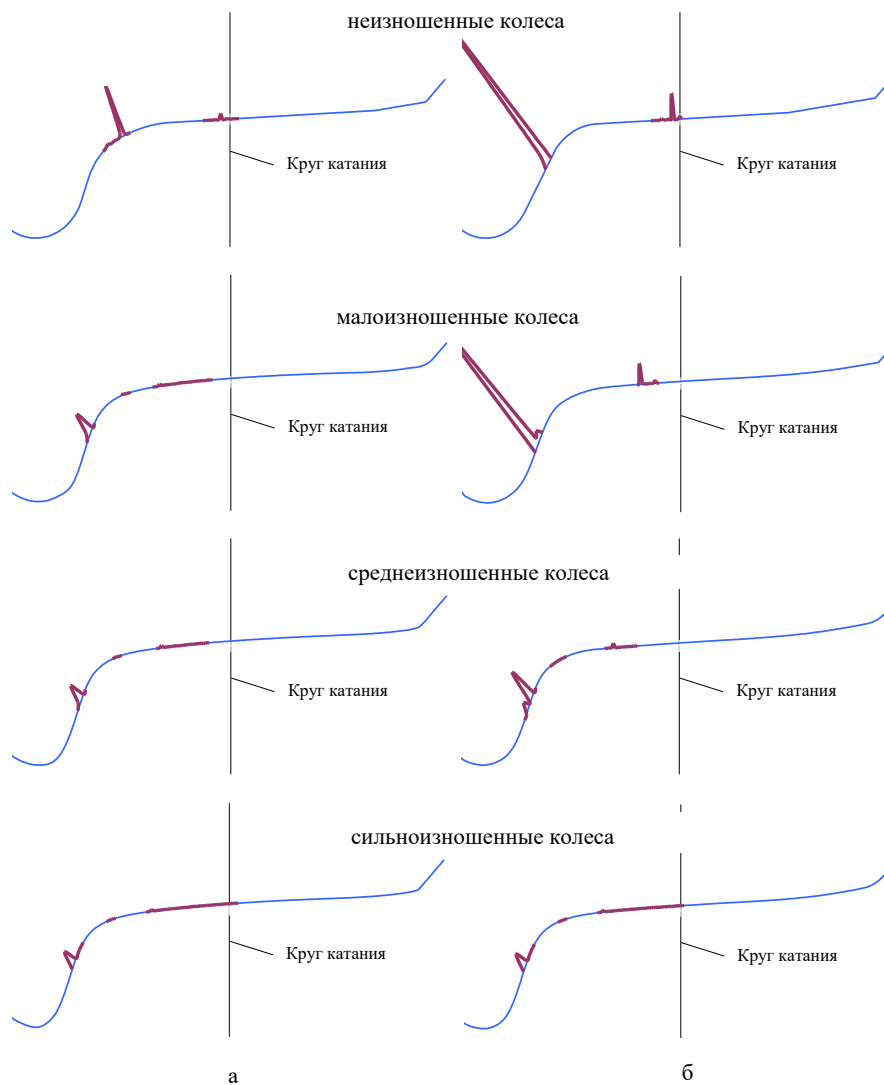 неизношенные колеса
Круг катания
Круг катания
малоизношенные колеса
Круг катания
Круг катания
среднеизношенные колеса
Круг катания
Круг катания
сильноизношенные колеса
Круг катания
Круг катания
а
б